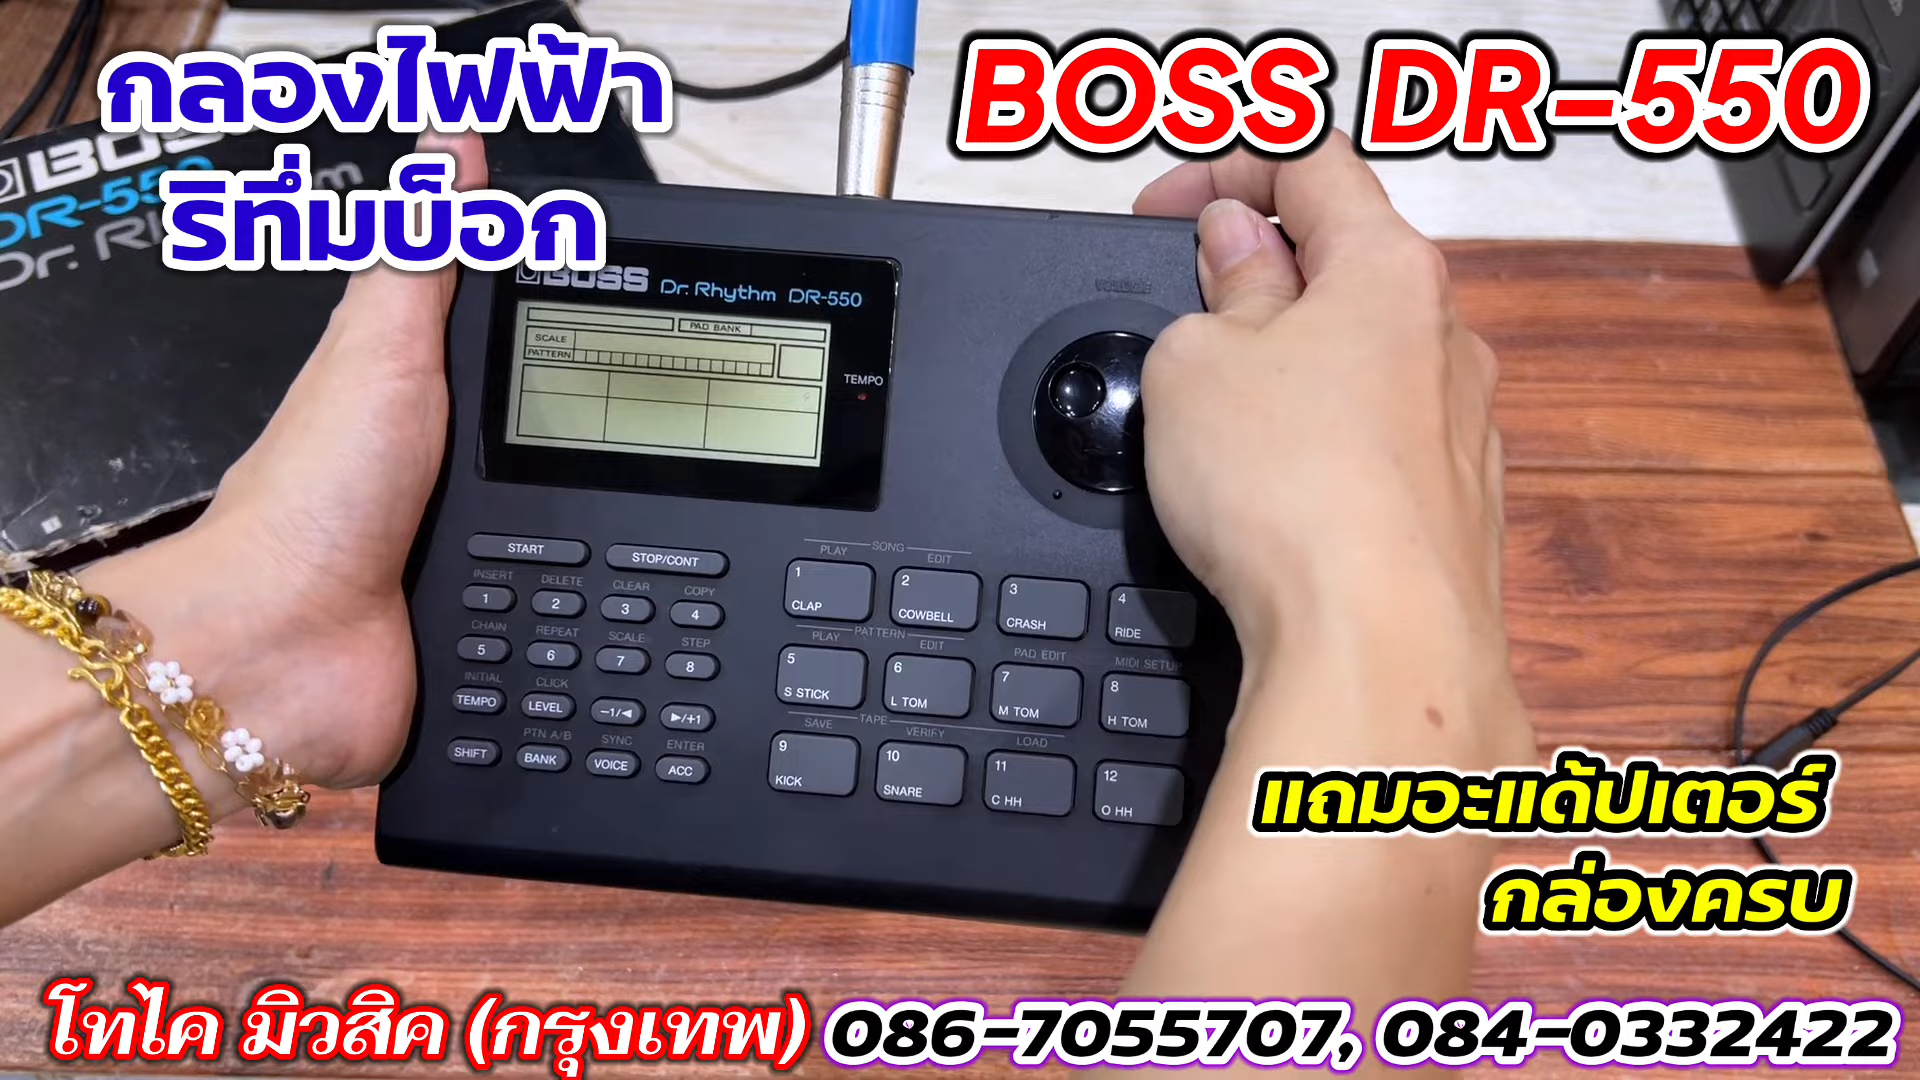 กลองไฟฟ้า
ริทึ่มบ็อก
BOSS DR-550
BOSS
DR-550
Dr.
BOSS Dr. Rhythm DR-550
PAD BANK
SCALE
PATTERN
TEMPO
VOLUME
START STOP/CONT
INSERT DELETE CLEAR COPY
1 2 3 4
CHAIN REPEAT SCALE STEP
5 6 7 8
INITIAL CLICK
TEMPO LEVEL -1/◀ ▶/+1
PTN A/B SYNC ENTER
SHIFT BANK VOICE ACC
PLAY SONG EDIT
1 CLAP 2 COWBELL 3 CRASH 4 RIDE
PLAY PATTERN EDIT PAD EDIT MIDI SETUP
5 S STICK 6 L TOM 7 M TOM 8 H TOM
SAVE TAPE VERIFY LOAD
9 KICK 10 SNARE 11 C HH 12 O HH
แถมอะแด้ปเตอร์
กล่องครบ
โทไค มิวสิค (กรุงเทพ) 086-7055707, 084-0332422